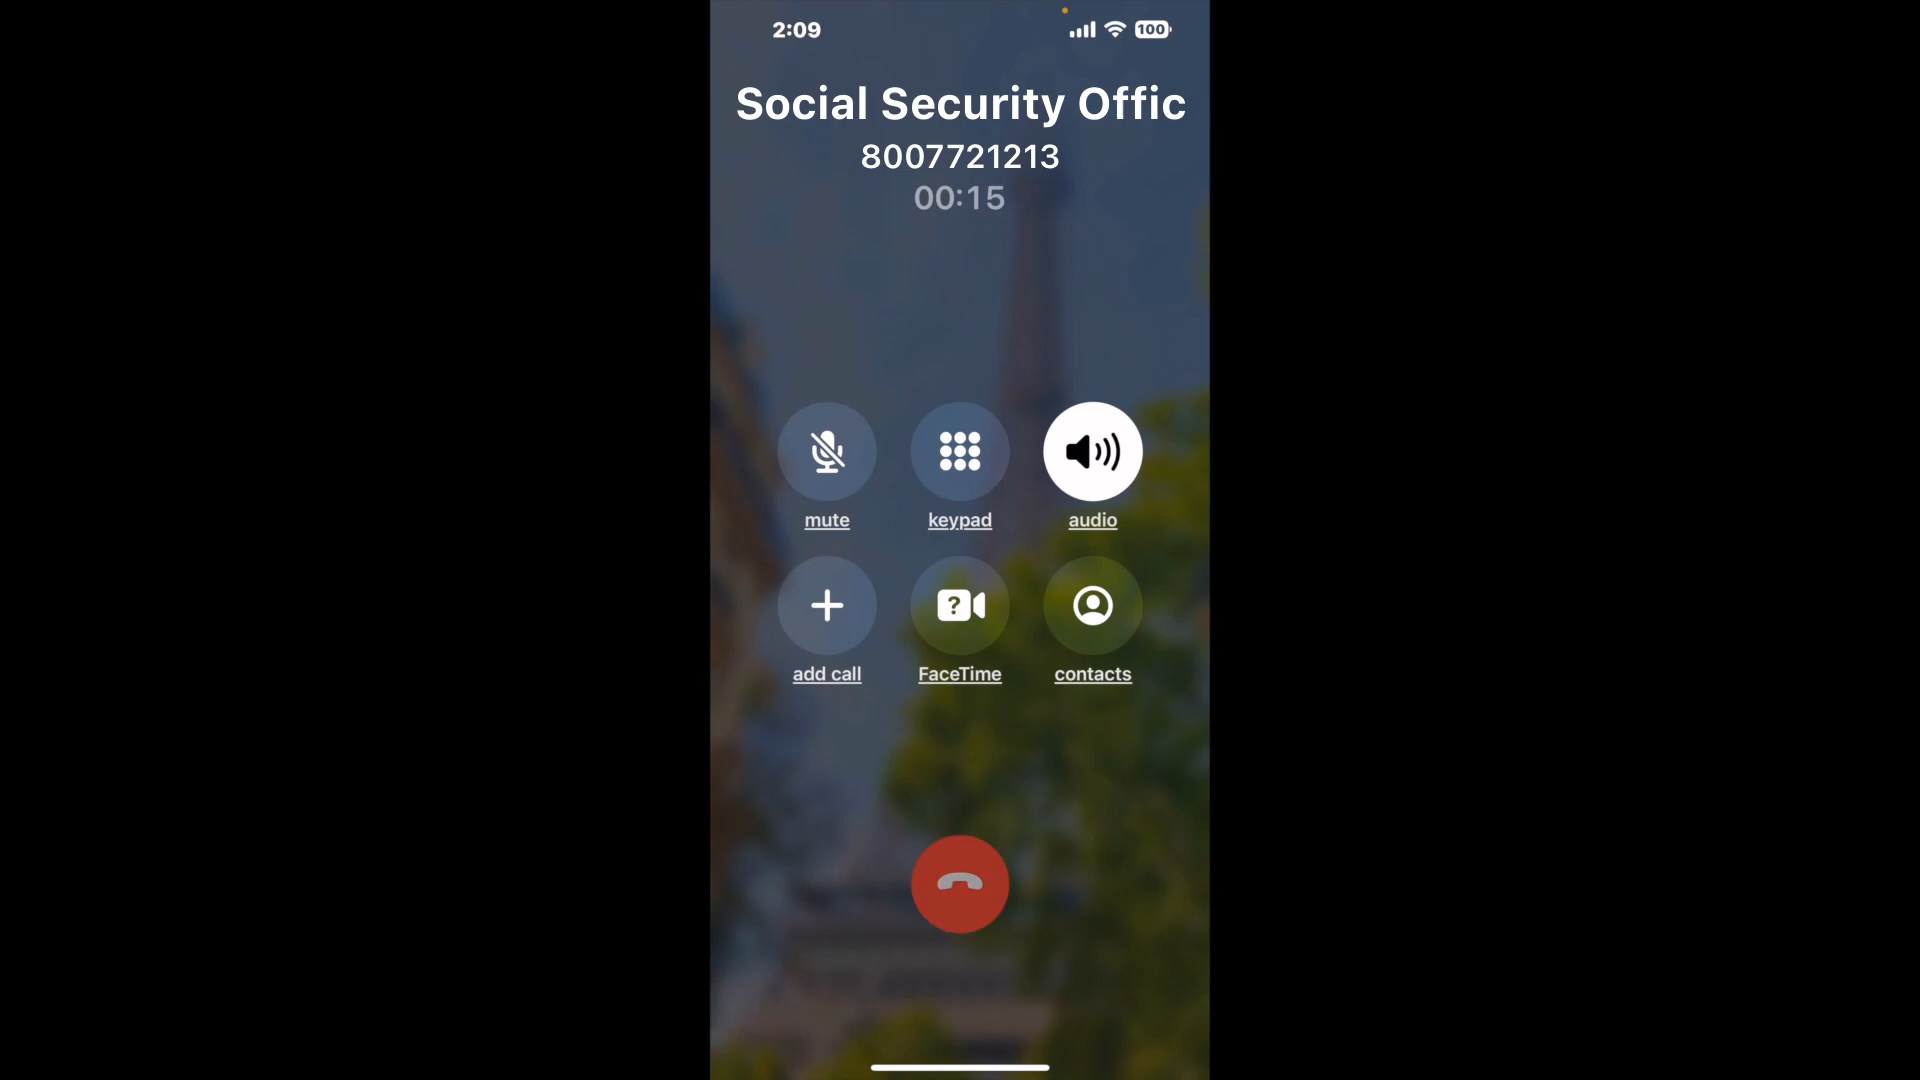 2:09
100
Social Security Offic
8007721213
00:15
mute
keypad
audio
?
add call
FaceTime
contacts